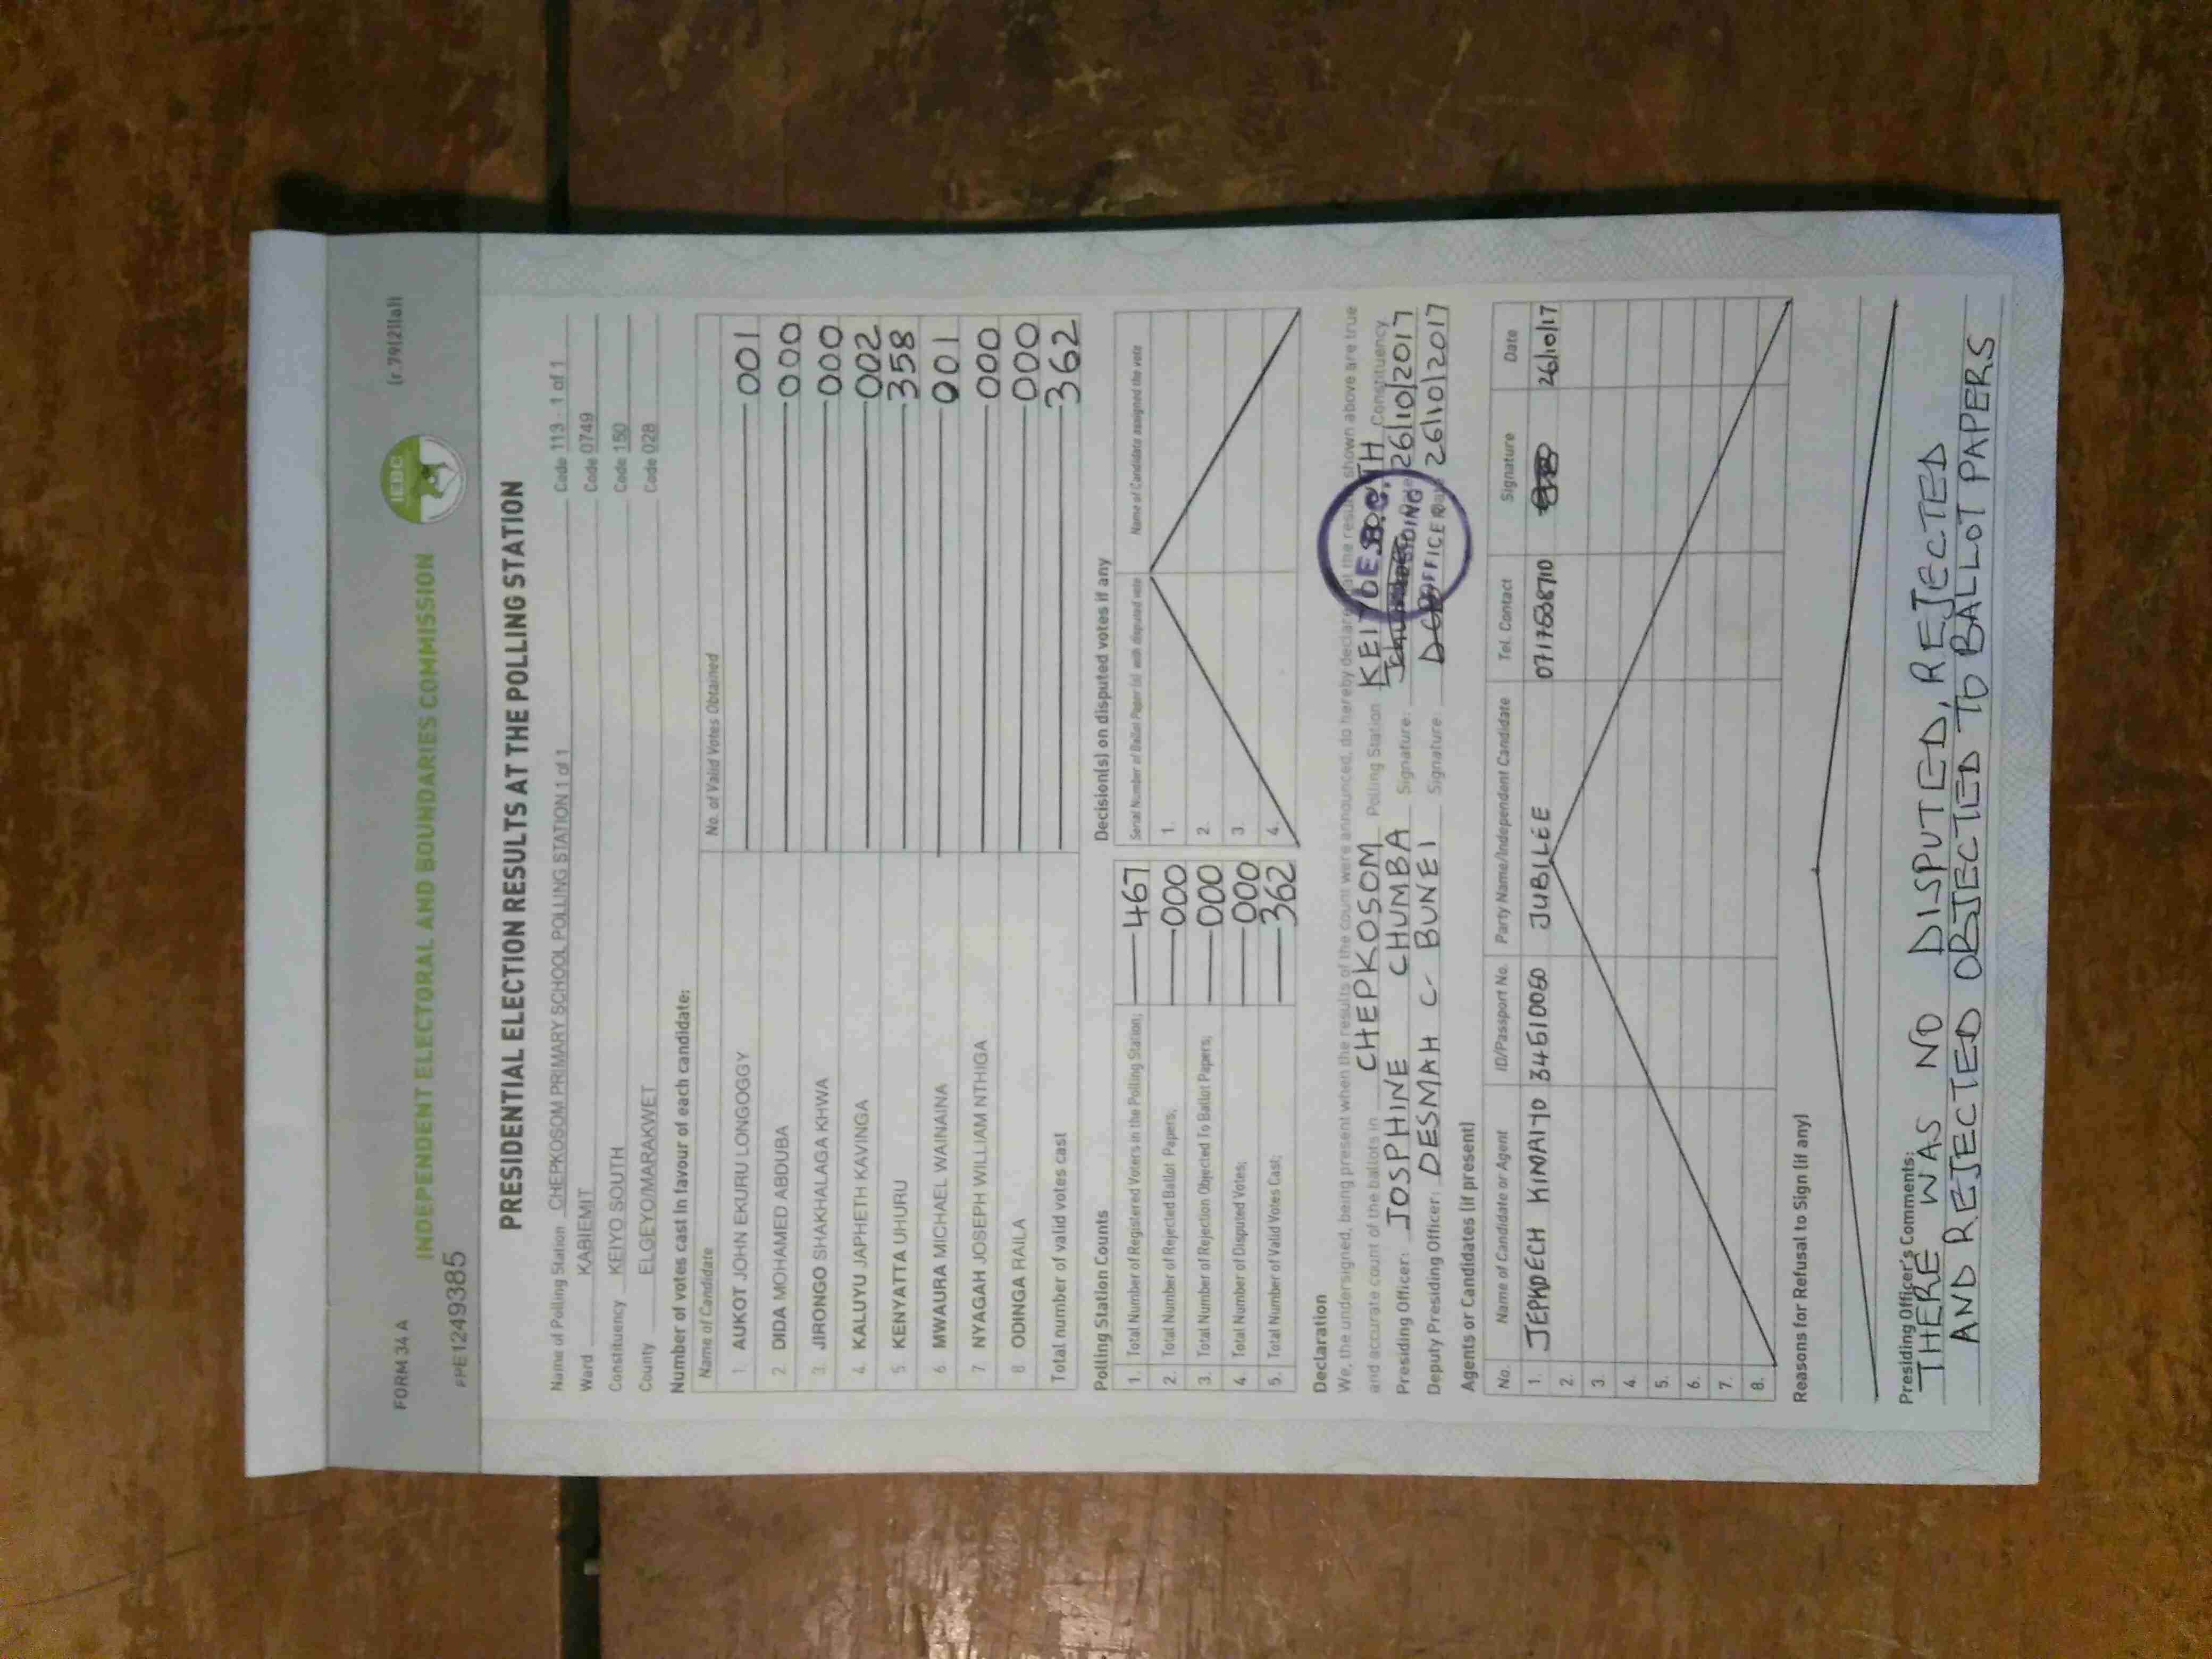 FORM 34 A
(r.79(2)(a))
INDEPENDENT ELECTORAL AND BOUNDARIES COMMISSION
IEBC
PRE1249385
PRESIDENTIAL ELECTION RESULTS AT THE POLLING STATION
Name of Polling Station CHEPKOSOM PRIMARY SCHOOL POLLING STATION 1 of 1 Code 113 - 1 of 1
Ward KABIEMIT Code 0749
Constituency KEIYO SOUTH Code 150
County ELGEYO/MARAKWET Code 028
Number of votes cast in favour of each candidate:
Name of Candidate No. of Valid Votes Obtained
1 AUKOT JOHN EKURU LONGOGGY 001
2 DIDA MOHAMED ABDUBA 000
3 JIRONGO SHAKHALAGA KHWA 000
4 KALUYU JAPHETH KAVINGA 002
5 KENYATTA UHURU 358
6 MWAURA MICHAEL WAINAINA 001
7 NYAGAH JOSEPH WILLIAM NTHIGA 000
8 ODINGA RAILA 000
Total number of valid votes cast 362
Polling Station Counts
1. Total Number of Registered Voters in the Polling Station; 467
2. Total Number of Rejected Ballot Papers; 000
3. Total Number of Rejection Objected To Ballot Papers; 000
4. Total Number of Disputed Votes; 000
5. Total Number of Valid Votes Cast; 362
Decision(s) on disputed votes if any
Serial Number of Ballot Paper (s) with disputed vote Name of Candidate assigned the vote
1.
2.
3.
4.
Declaration
We, the undersigned, being present when the results of the count were announced, do hereby declare that the results shown above are true
and accurate count of the ballots in CHEPKOSOM Polling Station KEIYO SOUTH Constituency
Presiding Officer: JOSPHINE CHUMBA Signature: Date 26/10/2017
Deputy Presiding Officer: DESMAH C BUNEI Signature: Date 26/10/2017
PRESIDING
OFFICER
Agents or Candidates (if present)
No. Name of Candidate or Agent ID/Passport No. Party Name/Independent Candidate Tel. Contact Signature Date
1. JEPKOECH KINAITO 34610060 JUBILEE 0717538710 26/10/17
2.
3.
4.
5.
6.
7.
8.
Reasons for Refusal to Sign (if any)
Presiding Officer's Comments:
THERE WAS NO DISPUTED, REJECTED
AND REJECTED OBJECTED TO BALLOT PAPERS